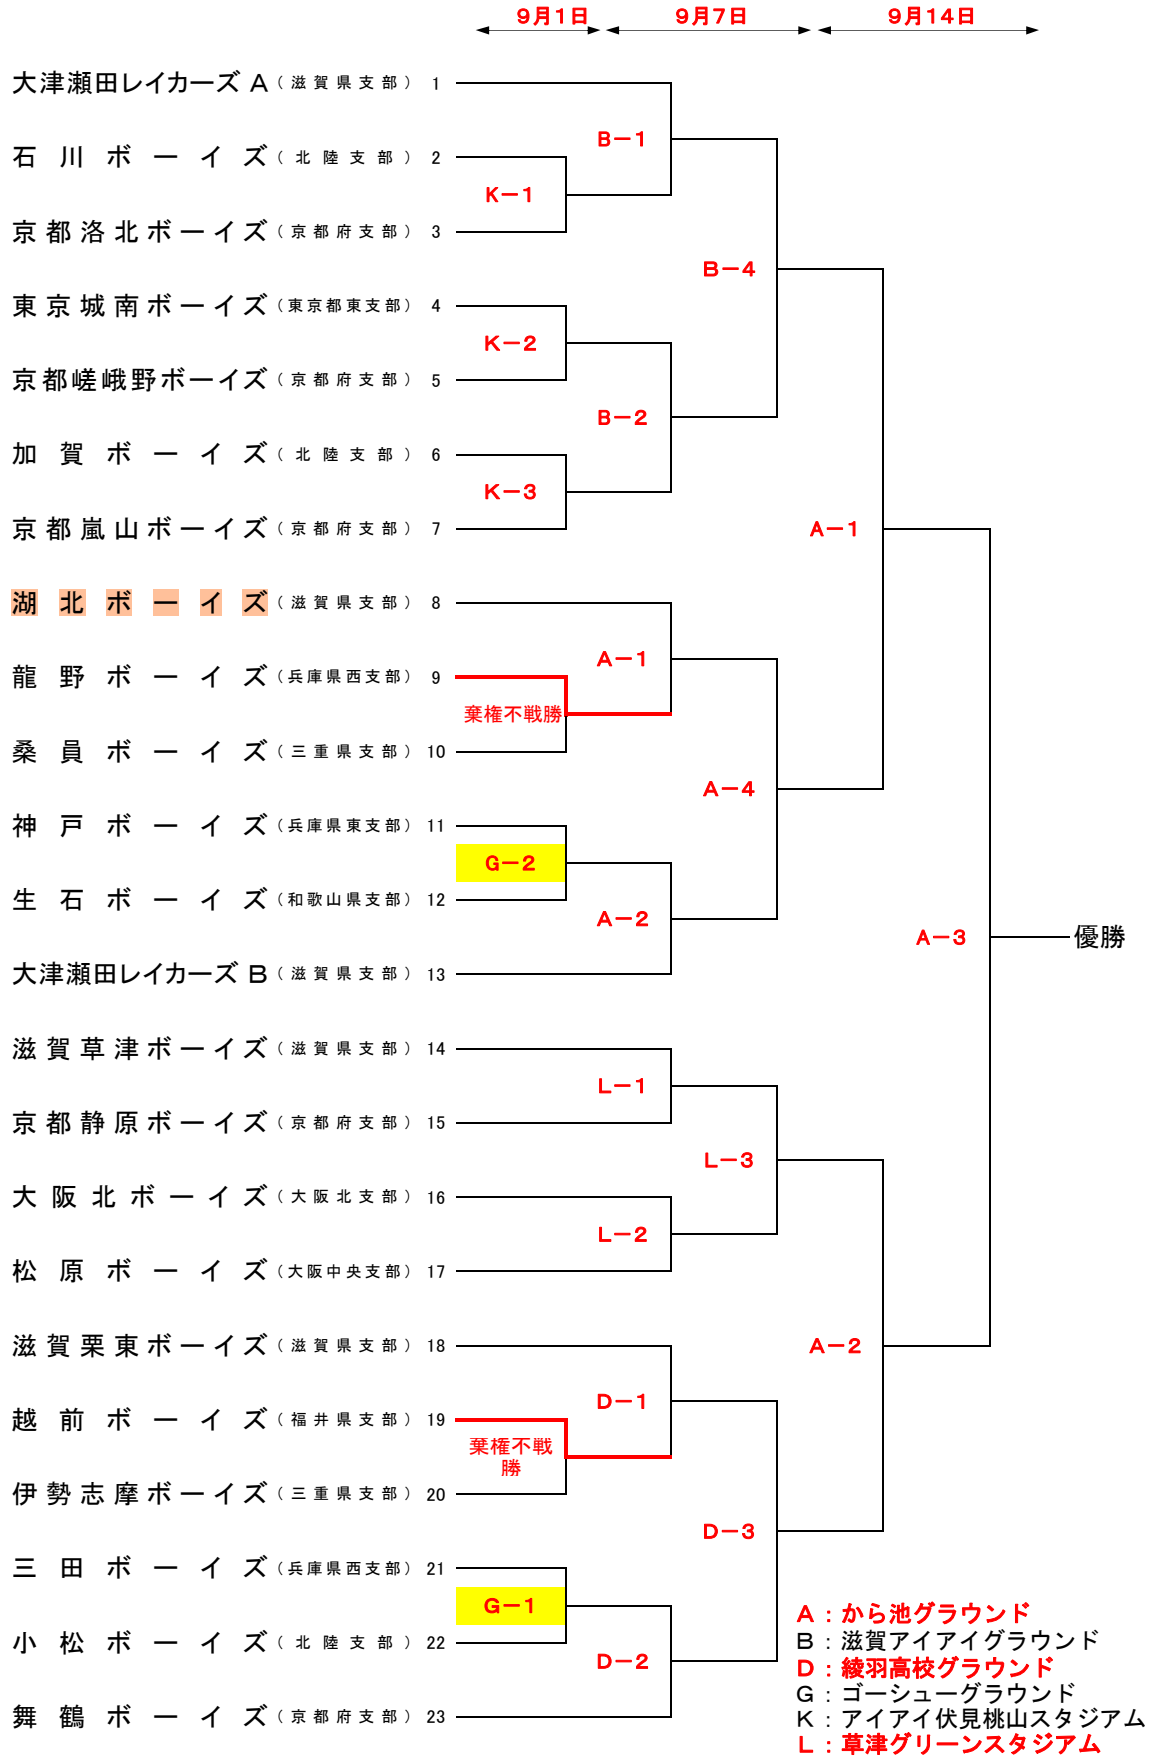 9月1日 9月7日 9月14日
大津瀬田レイカーズ A (滋賀県支部) 1
B－1
石川ボーイズ (北陸支部) 2
K－1
京都洛北ボーイズ (京都府支部) 3
B－4
東京城南ボーイズ (東京都東支部) 4
K－2
京都嵯峨野ボーイズ (京都府支部) 5
B－2
加賀ボーイズ (北陸支部) 6
K－3
京都嵐山ボーイズ (京都府支部) 7
A－1
湖北ボーイズ (滋賀県支部) 8
A－1
龍野ボーイズ (兵庫県西支部) 9
棄権不戦勝
桑員ボーイズ (三重県支部) 10
A－4
神戸ボーイズ (兵庫県東支部) 11
G－2
生石ボーイズ (和歌山県支部) 12
A－2
A－3 優勝
大津瀬田レイカーズ B (滋賀県支部) 13
滋賀草津ボーイズ (滋賀県支部) 14
L－1
京都静原ボーイズ (京都府支部) 15
L－3
大阪北ボーイズ (大阪北支部) 16
L－2
松原ボーイズ (大阪中央支部) 17
滋賀栗東ボーイズ (滋賀県支部) 18
A－2
D－1
越前ボーイズ (福井県支部) 19
棄権不戦
勝
伊勢志摩ボーイズ (三重県支部) 20
D－3
三田ボーイズ (兵庫県西支部) 21
G－1
小松ボーイズ (北陸支部) 22
D－2
舞鶴ボーイズ (京都府支部) 23
A：から池グラウンド
B：滋賀アイアイグラウンド
D：綾羽高校グラウンド
G：ゴーシューグラウンド
K：アイアイ伏見桃山スタジアム
L：草津グリーンスタジアム